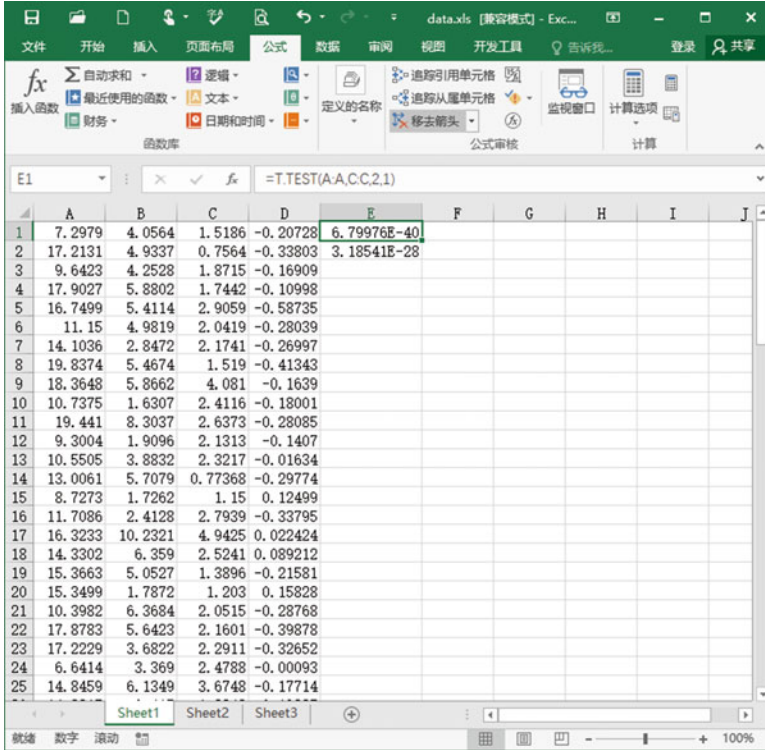 data.xls [兼容模式] - Exc...
文件 开始 插入 页面布局 公式 数据 审阅 视图 开发工具 告诉我... 登录 共享
fx 插入函数
Σ 自动求和
最近使用的函数
财务
逻辑
文本
日期和时间
函数库
定义的名称
追踪引用单元格
追踪从属单元格
移去箭头
公式审核
监视窗口
计算选项
计算
E1 fx =T.TEST(A:A,C:C,2,1)
A B C D E F G H I J
1 7.2979 4.0564 1.5186 -0.20728 6.79976E-40
2 17.2131 4.9337 0.7564 -0.33803 3.18541E-28
3 9.6423 4.2528 1.8715 -0.16909
4 17.9027 5.8802 1.7442 -0.10998
5 16.7499 5.4114 2.9059 -0.58735
6 11.15 4.9819 2.0419 -0.28039
7 14.1036 2.8472 2.1741 -0.26997
8 19.8374 5.4674 1.519 -0.41343
9 18.3648 5.8662 4.081 -0.1639
10 10.7375 1.6307 2.4116 -0.18001
11 19.441 8.3037 2.6373 -0.28085
12 9.3004 1.9096 2.1313 -0.1407
13 10.5505 3.8832 2.3217 -0.01634
14 13.0061 5.7079 0.77368 -0.29774
15 8.7273 1.7262 1.15 0.12499
16 11.7086 2.4128 2.7939 -0.33795
17 16.3233 10.2321 4.9425 0.022424
18 14.3302 6.359 2.5241 0.089212
19 15.3663 5.0527 1.3896 -0.21581
20 15.3499 1.7872 1.203 0.15828
21 10.3982 6.3684 2.0515 -0.28768
22 17.8783 5.6423 2.1601 -0.39878
23 17.2229 3.6822 2.2911 -0.32652
24 6.6414 3.369 2.4788 -0.00093
25 14.8459 6.1349 3.6748 -0.17714
Sheet1 Sheet2 Sheet3
就绪 数字 滚动 100%